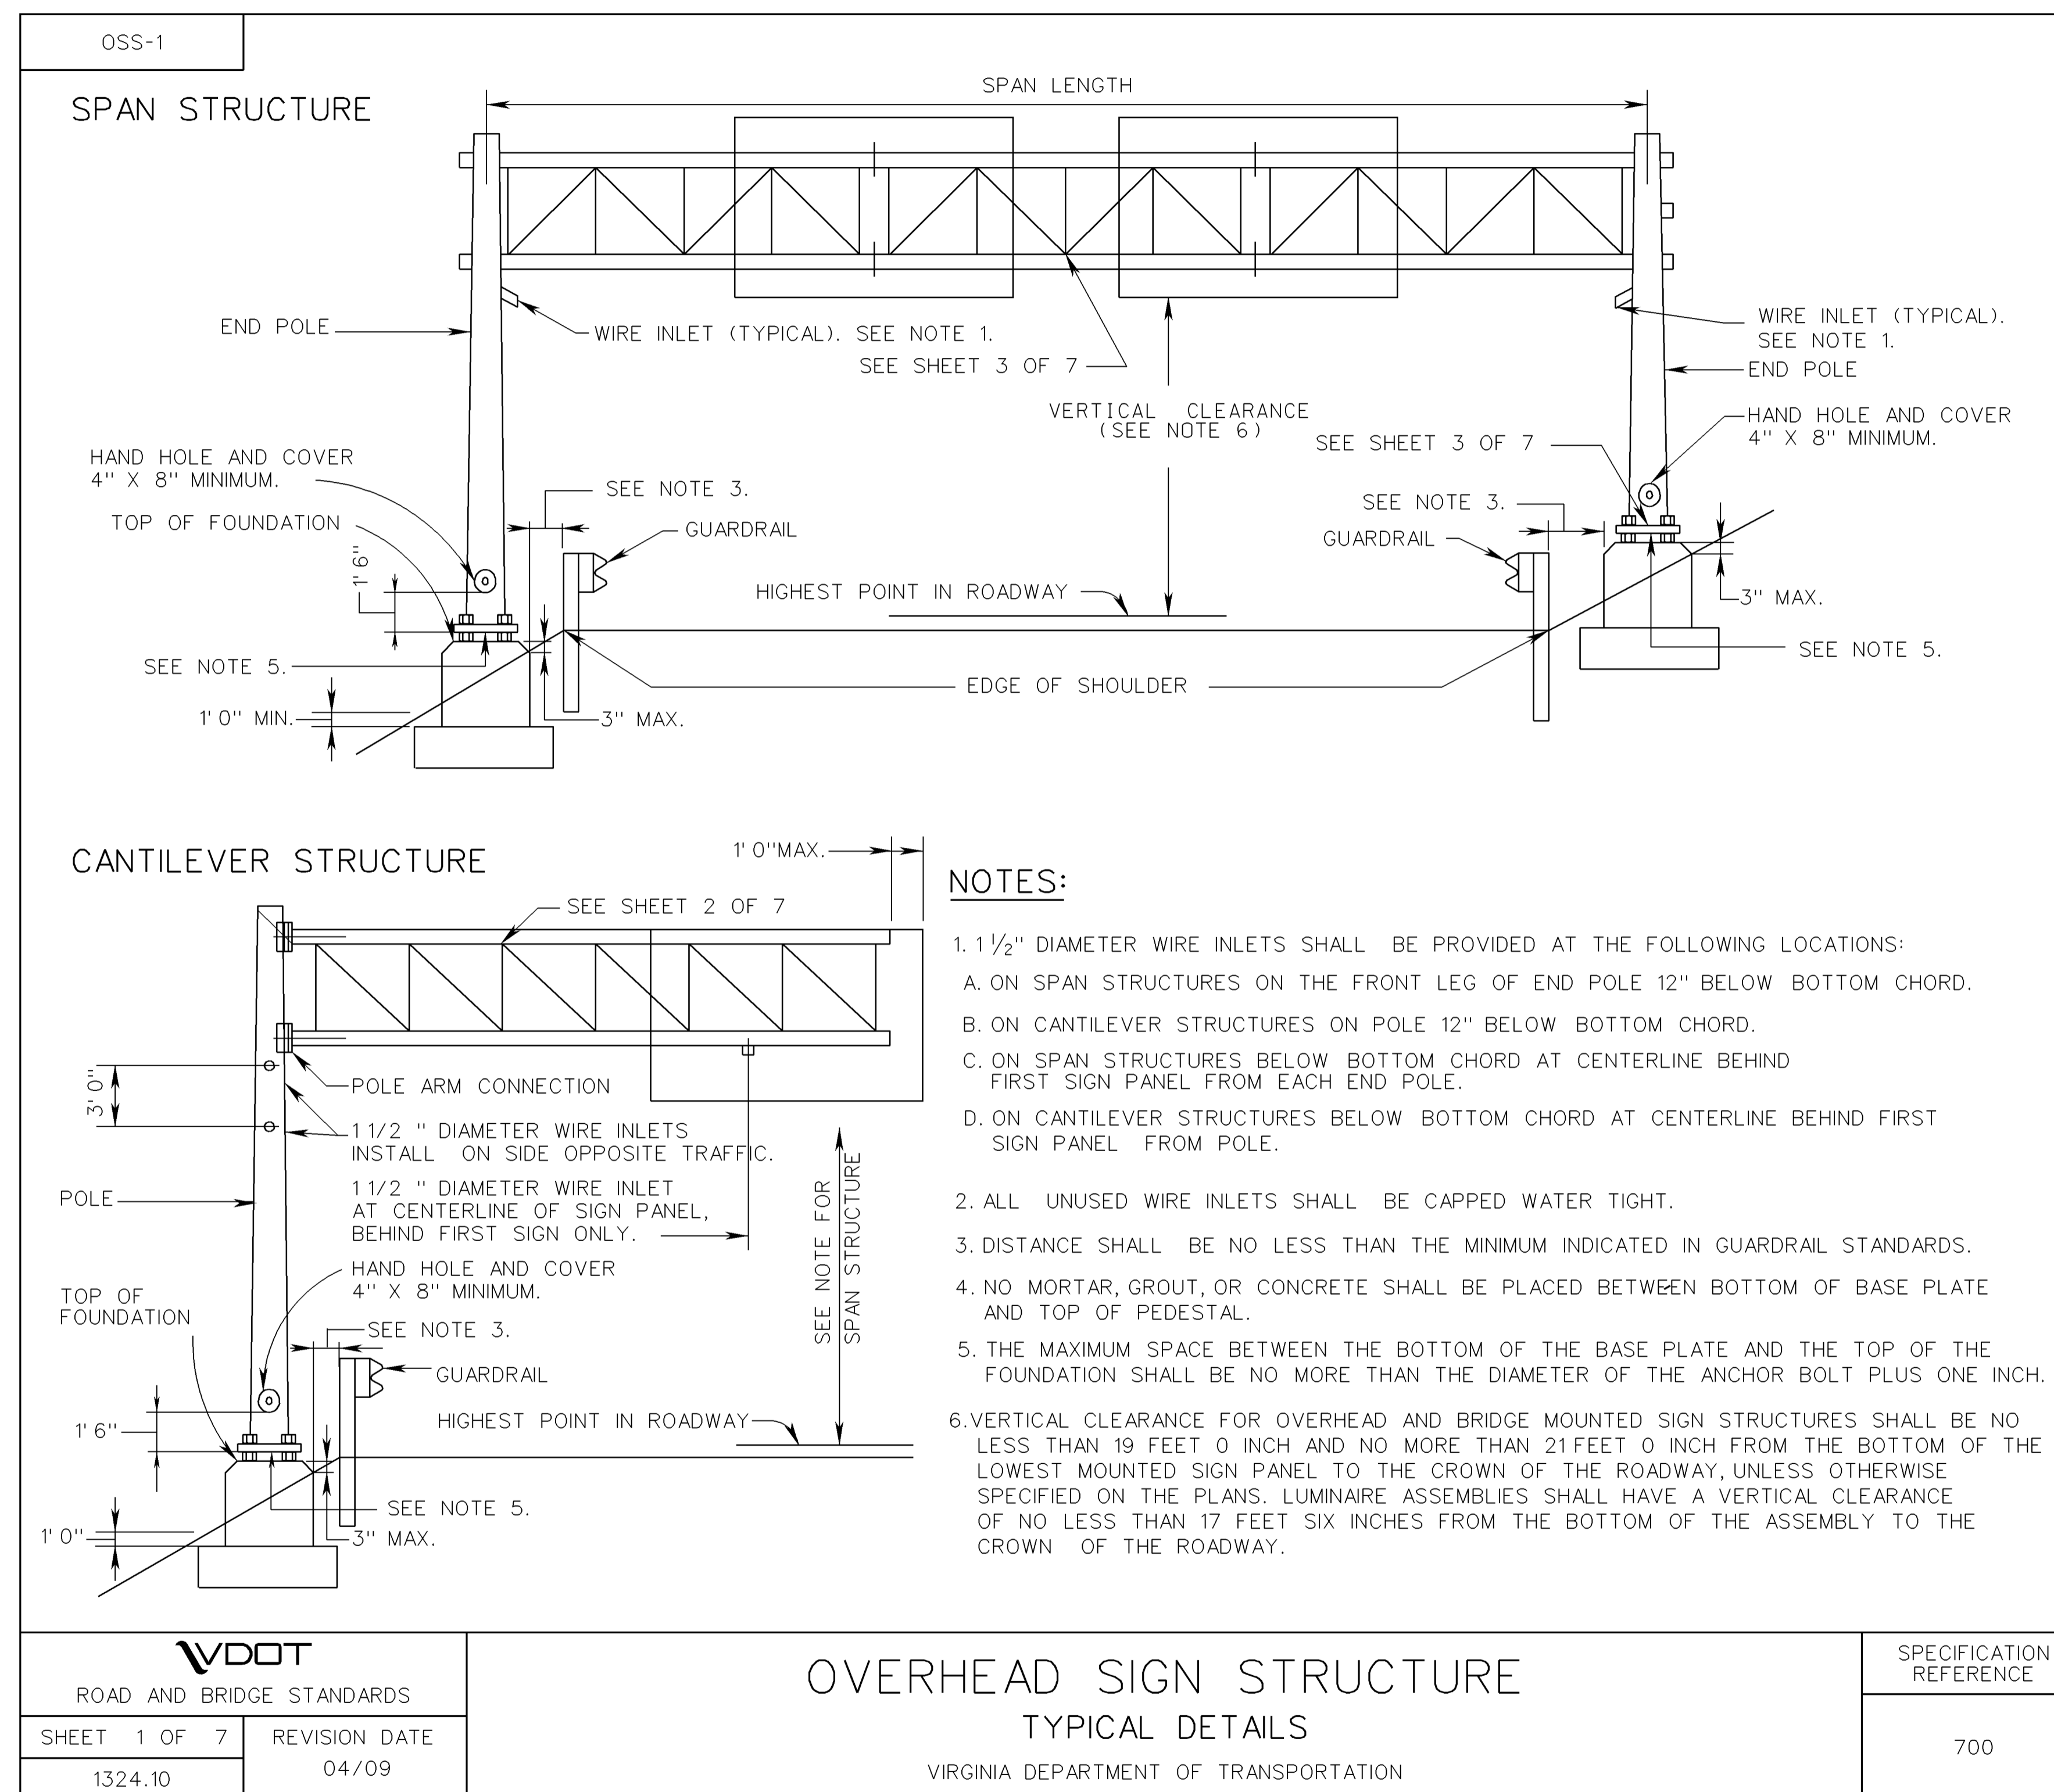 OSS-1
SPAN STRUCTURE
SPAN LENGTH
END POLE
WIRE INLET (TYPICAL). SEE NOTE 1.
SEE SHEET 3 OF 7
WIRE INLET (TYPICAL).
SEE NOTE 1.
END POLE
VERTICAL CLEARANCE
(SEE NOTE 6)
HAND HOLE AND COVER
4" X 8" MINIMUM.
SEE SHEET 3 OF 7
HAND HOLE AND COVER
4" X 8" MINIMUM.
SEE NOTE 3.
SEE NOTE 3.
TOP OF FOUNDATION
GUARDRAIL
GUARDRAIL
1' 6"
HIGHEST POINT IN ROADWAY
3" MAX.
SEE NOTE 5.
SEE NOTE 5.
EDGE OF SHOULDER
1' 0" MIN.
3" MAX.
CANTILEVER STRUCTURE
1' 0"MAX.
SEE SHEET 2 OF 7
3' 0"
POLE ARM CONNECTION
1 1/2 " DIAMETER WIRE INLETS
INSTALL ON SIDE OPPOSITE TRAFFIC.
POLE
1 1/2 " DIAMETER WIRE INLET
AT CENTERLINE OF SIGN PANEL,
BEHIND FIRST SIGN ONLY.
SEE NOTE FOR
SPAN STRUCTURE
HAND HOLE AND COVER
4" X 8" MINIMUM.
TOP OF
FOUNDATION
SEE NOTE 3.
GUARDRAIL
1' 6"
HIGHEST POINT IN ROADWAY
SEE NOTE 5.
1' 0"
3" MAX.
NOTES:
1. 1 1/2" DIAMETER WIRE INLETS SHALL BE PROVIDED AT THE FOLLOWING LOCATIONS:
A. ON SPAN STRUCTURES ON THE FRONT LEG OF END POLE 12" BELOW BOTTOM CHORD.
B. ON CANTILEVER STRUCTURES ON POLE 12" BELOW BOTTOM CHORD.
C. ON SPAN STRUCTURES BELOW BOTTOM CHORD AT CENTERLINE BEHIND
FIRST SIGN PANEL FROM EACH END POLE.
D. ON CANTILEVER STRUCTURES BELOW BOTTOM CHORD AT CENTERLINE BEHIND FIRST
SIGN PANEL FROM POLE.
2. ALL UNUSED WIRE INLETS SHALL BE CAPPED WATER TIGHT.
3. DISTANCE SHALL BE NO LESS THAN THE MINIMUM INDICATED IN GUARDRAIL STANDARDS.
4. NO MORTAR, GROUT, OR CONCRETE SHALL BE PLACED BETWEEN BOTTOM OF BASE PLATE
AND TOP OF PEDESTAL.
5. THE MAXIMUM SPACE BETWEEN THE BOTTOM OF THE BASE PLATE AND THE TOP OF THE
FOUNDATION SHALL BE NO MORE THAN THE DIAMETER OF THE ANCHOR BOLT PLUS ONE INCH.
6.VERTICAL CLEARANCE FOR OVERHEAD AND BRIDGE MOUNTED SIGN STRUCTURES SHALL BE NO
LESS THAN 19 FEET 0 INCH AND NO MORE THAN 21 FEET 0 INCH FROM THE BOTTOM OF THE
LOWEST MOUNTED SIGN PANEL TO THE CROWN OF THE ROADWAY, UNLESS OTHERWISE
SPECIFIED ON THE PLANS. LUMINAIRE ASSEMBLIES SHALL HAVE A VERTICAL CLEARANCE
OF NO LESS THAN 17 FEET SIX INCHES FROM THE BOTTOM OF THE ASSEMBLY TO THE
CROWN OF THE ROADWAY.
VDOT
ROAD AND BRIDGE STANDARDS
SHEET 1 OF 7
REVISION DATE
04/09
1324.10
OVERHEAD SIGN STRUCTURE
TYPICAL DETAILS
VIRGINIA DEPARTMENT OF TRANSPORTATION
SPECIFICATION
REFERENCE
700